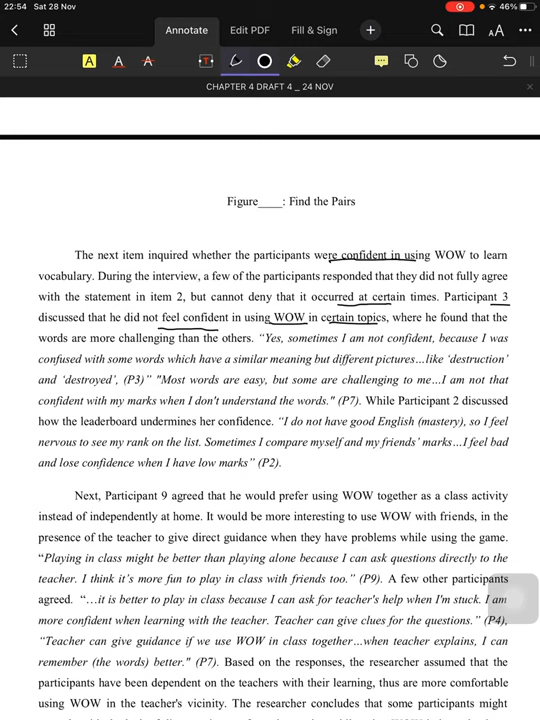 22:54 Sat 28 Nov 46%
Annotate Edit PDF Fill & Sign
AA
A A A T
CHAPTER 4 DRAFT 4 _ 24 NOV
Figure____: Find the Pairs
The next item inquired whether the participants were confident in using WOW to learn
vocabulary. During the interview, a few of the participants responded that they did not fully agree
with the statement in item 2, but cannot deny that it occurred at certain times. Participant 3
discussed that he did not feel confident in using WOW in certain topics, where he found that the
words are more challenging than the others. “Yes, sometimes I am not confident, because I was
confused with some words which have a similar meaning but different pictures…like ‘destruction’
and ‘destroyed’, (P3)” "Most words are easy, but some are challenging to me…I am not that
confident with my marks when I don't understand the words." (P7). While Participant 2 discussed
how the leaderboard undermines her confidence. “I do not have good English (mastery), so I feel
nervous to see my rank on the list. Sometimes I compare myself and my friends’ marks…I feel bad
and lose confidence when I have low marks” (P2).
Next, Participant 9 agreed that he would prefer using WOW together as a class activity
instead of independently at home. It would be more interesting to use WOW with friends, in the
presence of the teacher to give direct guidance when they have problems while using the game.
“Playing in class might be better than playing alone because I can ask questions directly to the
teacher. I think it’s more fun to play in class with friends too.” (P9). A few other participants
agreed. “…it is better to play in class because I can ask for teacher's help when I'm stuck. I am
more confident when learning with the teacher. Teacher can give clues for the questions.” (P4),
“Teacher can give guidance if we use WOW in class together…when teacher explains, I can
remember (the words) better." (P7). Based on the responses, the researcher assumed that the
participants have been dependent on the teachers with their learning, thus are more comfortable
using WOW in the teacher's vicinity. The researcher concludes that some participants might